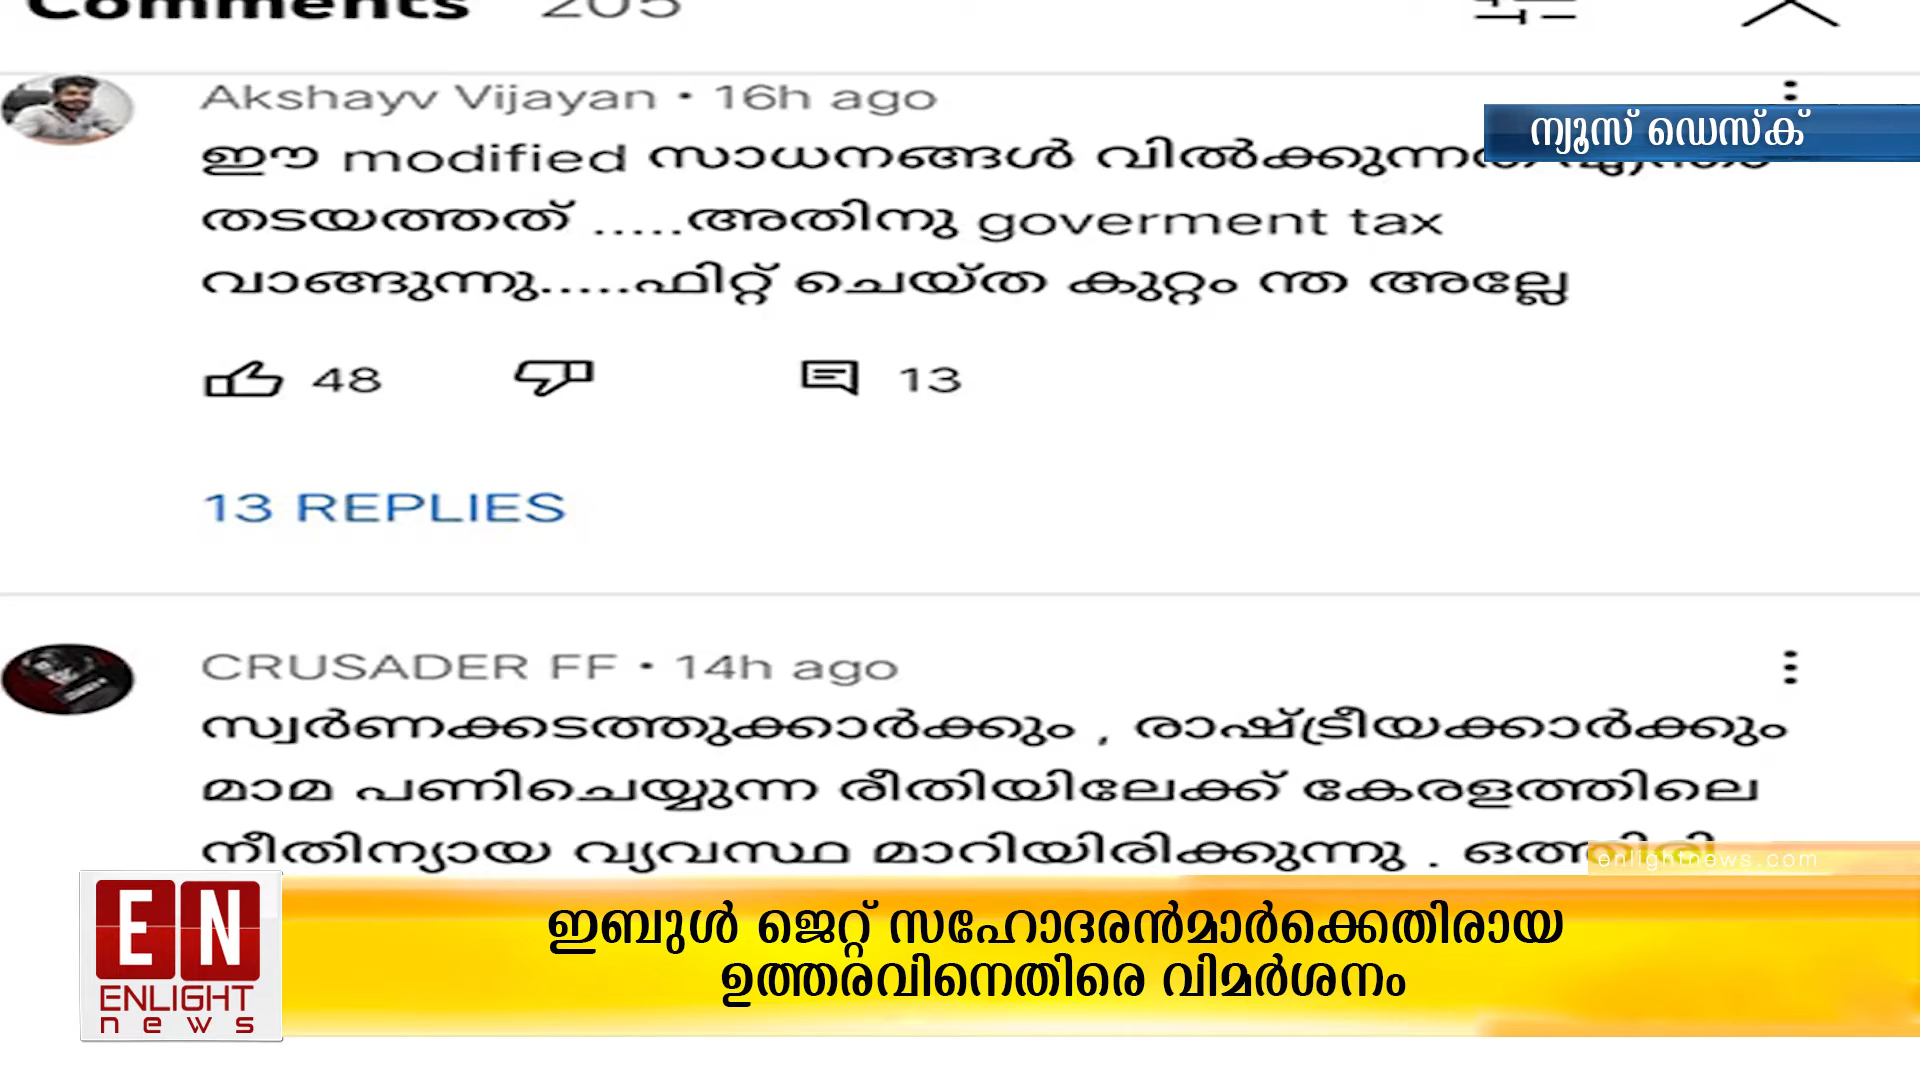 Comments 205
Akshayv Vijayan • 16h ago
ന്യൂസ് ഡെസ്ക്
ഈ modified സാധനങ്ങൾ വിൽക്കുന്നത്
തടയത്തത് .....അതിനു goverment tax
വാങ്ങുന്നു.....ഫിറ്റ് ചെയ്ത കുറ്റം ന്ത അല്ലേ
48 13
13 REPLIES
CRUSADER FF • 14h ago
സ്വർണക്കടത്തുക്കാർക്കും , രാഷ്ട്രീയക്കാർക്കും
മാമ പണിചെയ്യുന്ന രീതിയിലേക്ക് കേരളത്തിലെ
നീതിന്യായ വ്യവസ്ഥ മാറിയിരിക്കുന്നു . ഒത്തിരി
enlightnews.com
EN
ENLIGHT
news
ഇബുൾ ജെറ്റ് സഹോദരൻമാർക്കെതിരായ
ഉത്തരവിനെതിരെ വിമർശനം